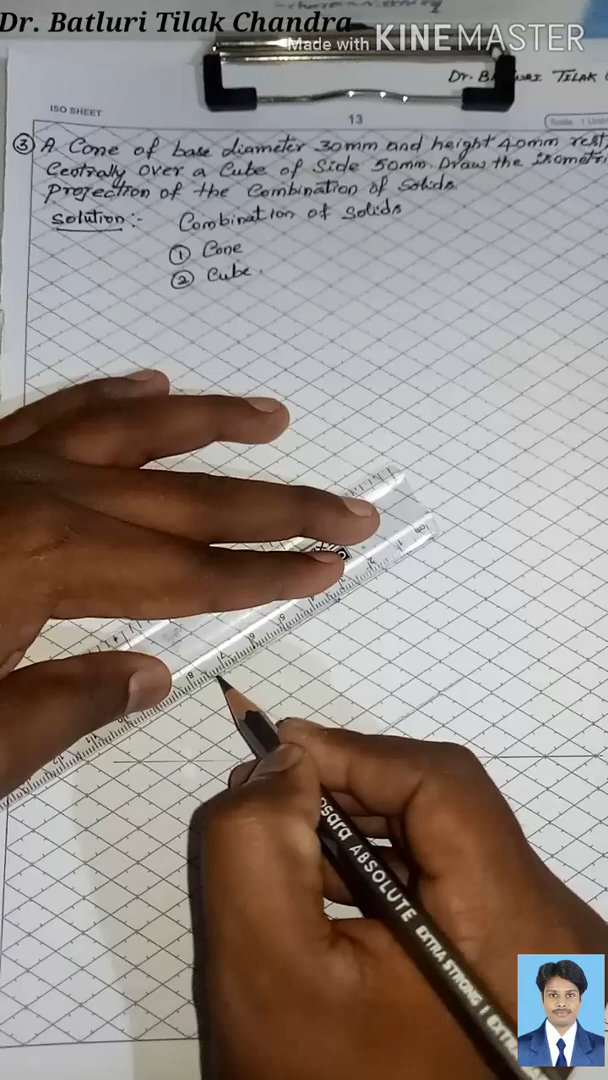 Dr. Batluri Tilak Chandra
Made with KINEMASTER
ISO SHEET
13
③ A Cone of base diameter 30mm and height 40mm rest
Centrally over a Cube of Side 50mm. Draw the isometri
projection of the Combination of Solids.
Solution:- Combination of Solids
① Cone
② Cube.
ABSOLUTE EXTRA STRONG